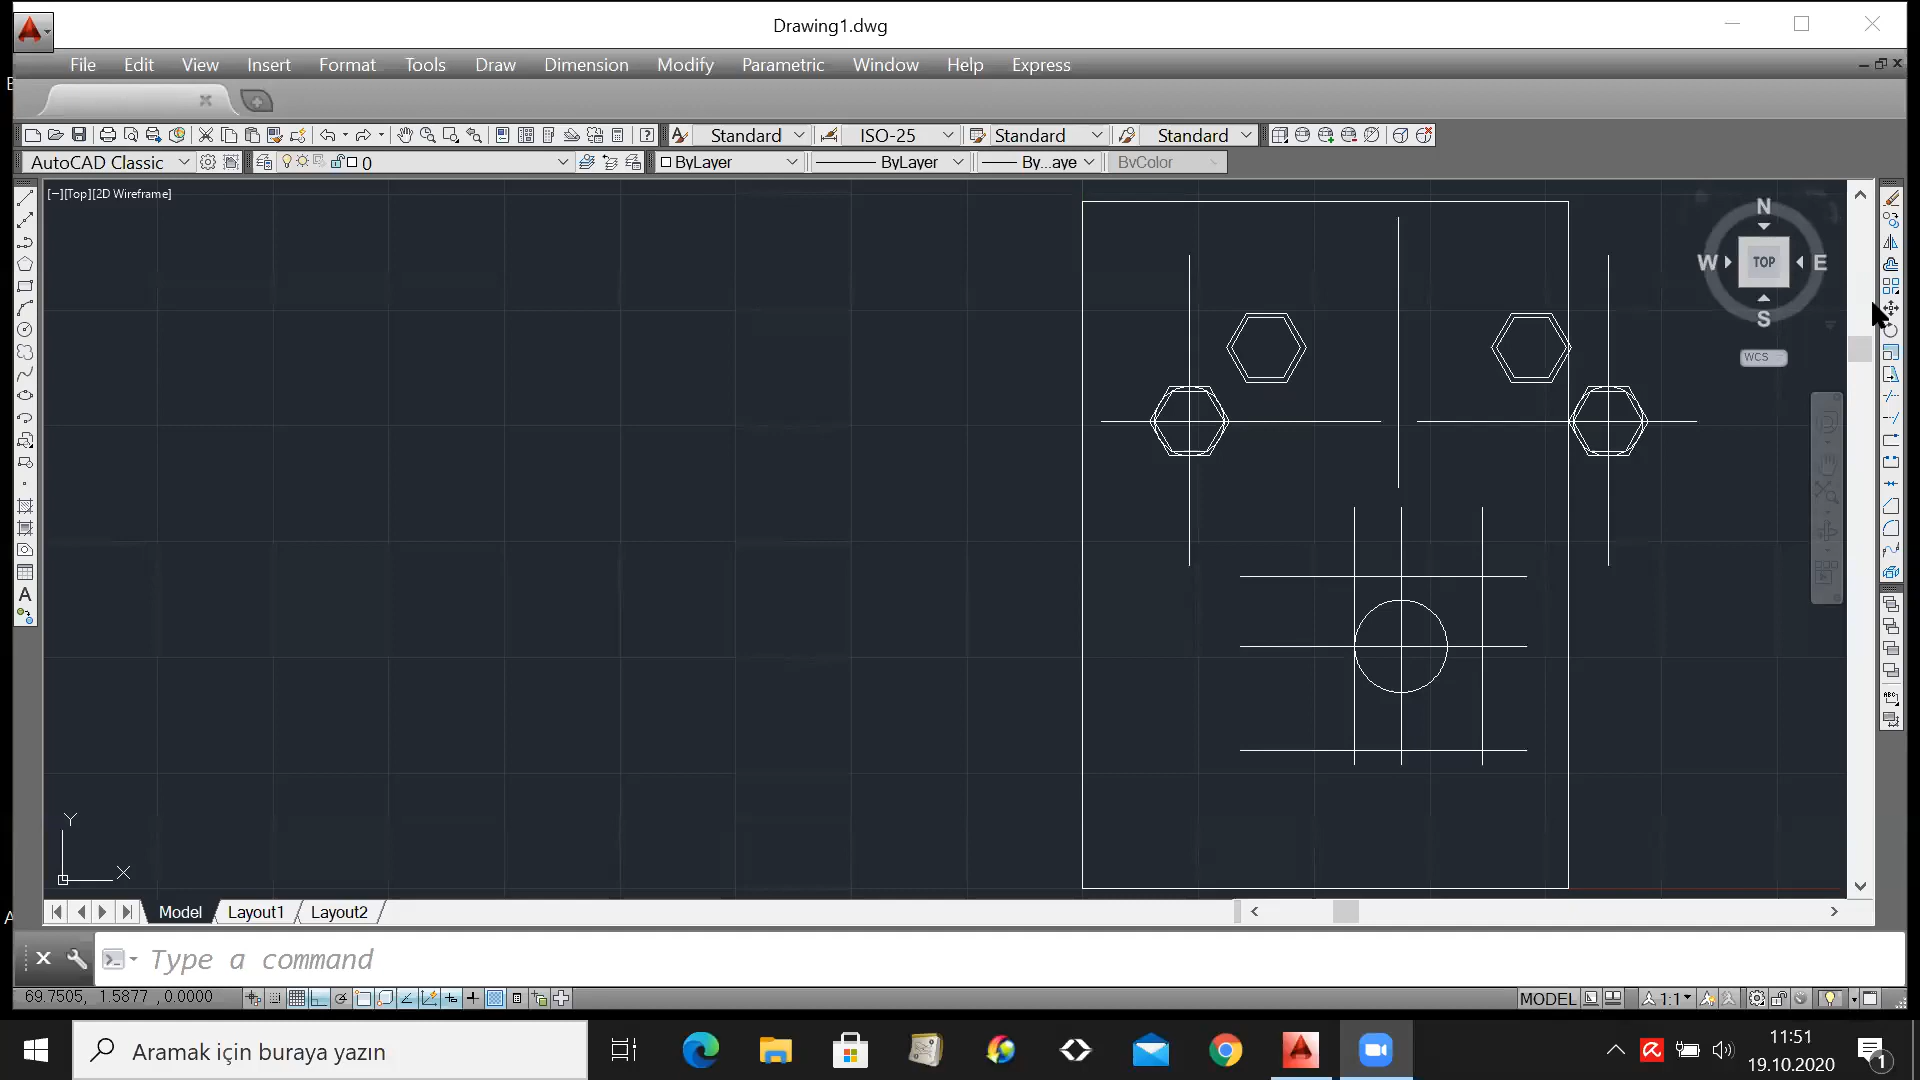 Drawing1.dwg
File Edit View Insert Format Tools Draw Dimension Modify Parametric Window Help Express
Standard ISO-25 Standard Standard
AutoCAD Classic 0 ByLayer ByLayer By...aye ByColor
[−][Top][2D Wireframe]
N
W TOP E
S
WCS
A
ABC
Y
X
Model Layout1 Layout2
Type a command
69.7505, 1.5877 , 0.0000 MODEL 1:1
Aramak için buraya yazın
11:51
19.10.2020
1